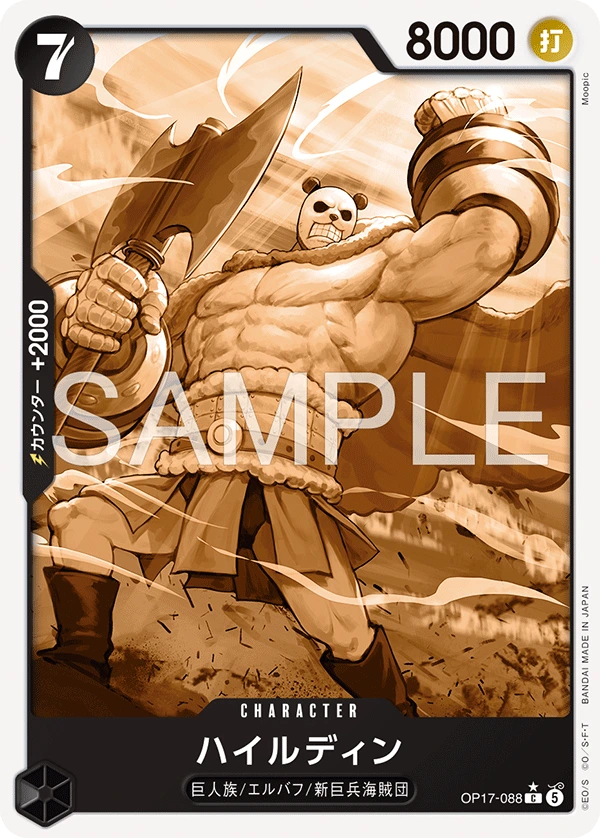 7
8000
打
Moopic
カウンター +2000
SAMPLE
CHARACTER
ハイルディン
巨人族/エルバフ/新巨兵海賊団
OP17-088 ★ C 5
©E.O/S ©O/S・F・T BANDAI MADE IN JAPAN